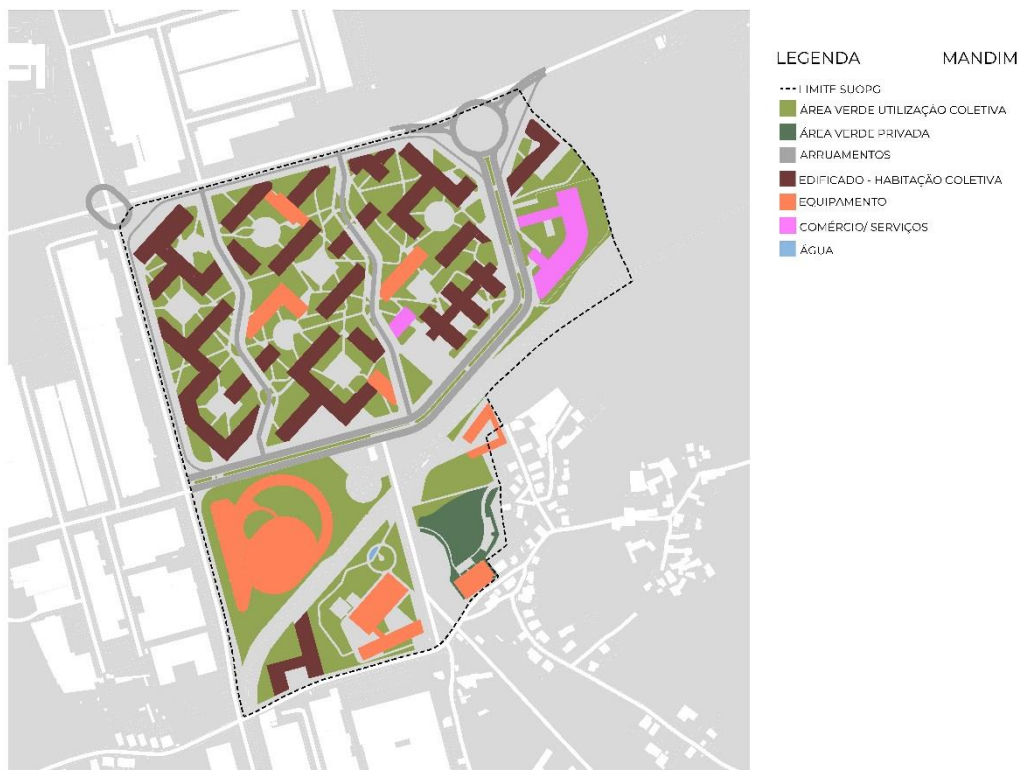 LEGENDA MANDIM
LIMITE SUOPG
ÁREA VERDE UTILIZAÇÃO COLETIVA
ÁREA VERDE PRIVADA
ARRUAMENTOS
EDIFICADO - HABITAÇÃO COLETIVA
EQUIPAMENTO
COMÉRCIO/ SERVIÇOS
ÁGUA